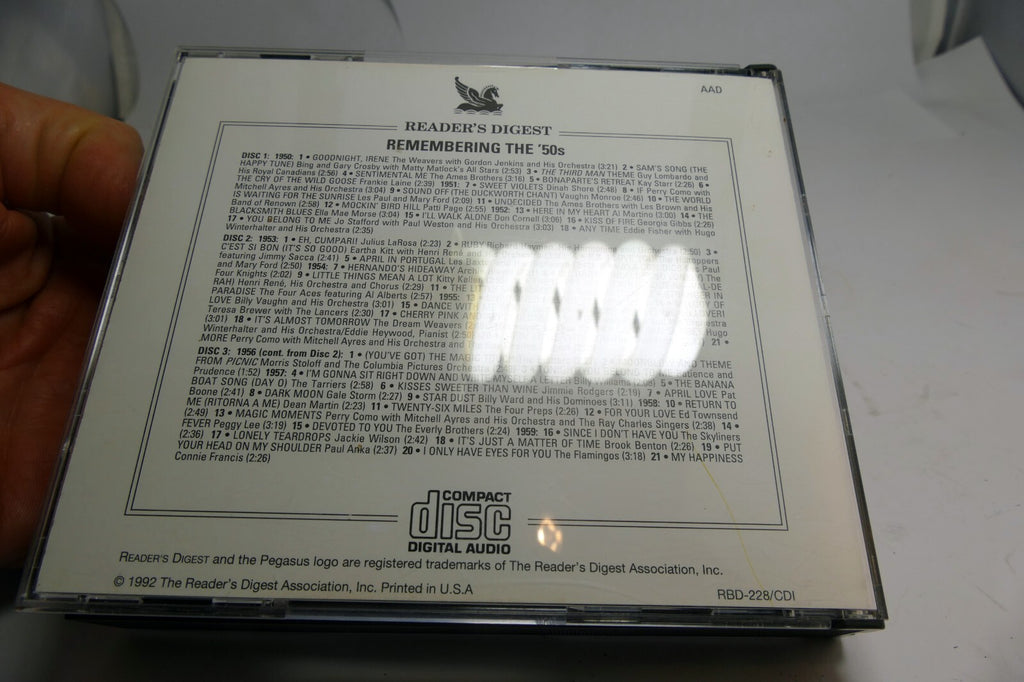 AAD
READER'S DIGEST
REMEMBERING THE '50s
DISC 1: 1950: 1 • GOODNIGHT, IRENE The Weavers with Gordon Jenkins and His Orchestra (3:21) 2 • SAM'S SONG (THE
HAPPY TUNE) Bing and Gary Crosby with Matty Matlock's All Stars (2:53) 3 • THE THIRD MAN THEME Guy Lombardo and
His Royal Canadians (2:56) 4 • SENTIMENTAL ME The Ames Brothers (3:16) 5 • BONAPARTE'S RETREAT Kay Starr (2:26) 6 •
THE CRY OF THE WILD GOOSE Frankie Laine (2:39) 1951: 7 • SWEET VIOLETS Dinah Shore (2:48) 8 • IF Perry Como with
Mitchell Ayres and His Orchestra (3:04) 9 • SOUND OFF (THE DUCKWORTH CHANT) Vaughn Monroe (2:46) 10 • THE WORLD
IS WAITING FOR THE SUNRISE Les Paul and Mary Ford (2:09) 11 • UNDECIDED The Ames Brothers with Les Brown and His
Band of Renown (2:58) 12 • MOCKIN' BIRD HILL Patti Page (2:55) 1952: 13 • HERE IN MY HEART Al Martino (3:00) 14 • THE
BLACKSMITH BLUES Ella Mae Morse (3:04) 15 • I'LL WALK ALONE Don Cornell (3:06) 16 • KISS OF FIRE Georgia Gibbs (2:26)
17 • YOU BELONG TO ME Jo Stafford with Paul Weston and His Orchestra (3:03) 18 • ANY TIME Eddie Fisher with Hugo
Winterhalter and His Orchestra (2:35)
DISC 2: 1953: 1 • EH, CUMPARI! Julius LaRosa (2:23) 2 • RUBY 3 •
C'EST SI BON (IT'S SO GOOD) Eartha Kitt with Henri René and
featuring Jimmy Sacca (2:41) 5 • APRIL IN PORTUGAL Les Paul
and Mary Ford (2:50) 1954: 7 • HERNANDO'S HIDEAWAY
Four Knights (2:02) 9 • LITTLE THINGS MEAN A LOT Kitty
RAH) Henri René, His Orchestra and Chorus (2:29) 11 • THE
PARADISE The Four Aces featuring Al Alberts (2:57) 1955: IN
LOVE Billy Vaughn and His Orchestra (3:01) 15 • DANCE OF
Teresa Brewer with The Lancers (2:30) 17 • CHERRY PINK
(3:01) 18 • IT'S ALMOST TOMORROW The Dream Weavers Hugo
Winterhalter and His Orchestra/Eddie Heywood, Pianist 21 •
MORE Perry Como with Mitchell Ayres and His Orchestra
DISC 3: 1956 (cont. from Disc 2): 1 • (YOU'VE GOT) THE MAGIC THEME
FROM PICNIC Morris Stoloff and The Columbia Pictures and
Prudence (1:52) 1957: 4 • I'M GONNA SIT RIGHT DOWN AND 5 • THE BANANA
BOAT SONG (DAY O) The Tarriers (2:58) 6 • KISSES SWEETER THAN WINE Jimmie Rodgers (2:19) 7 • APRIL LOVE Pat
Boone (2:41) 8 • DARK MOON Gale Storm (2:27) 9 • STAR DUST Billy Ward and His Dominoes (3:11) 1958: 10 • RETURN TO
ME (RITORNA A ME) Dean Martin (2:23) 11 • TWENTY-SIX MILES The Four Preps (2:26) 12 • FOR YOUR LOVE Ed Townsend
(2:49) 13 • MAGIC MOMENTS Perry Como with Mitchell Ayres and His Orchestra and The Ray Charles Singers (2:38) 14 •
FEVER Peggy Lee (3:19) 15 • DEVOTED TO YOU The Everly Brothers (2:24) 1959: 16 • SINCE I DON'T HAVE YOU The Skyliners
(2:36) 17 • LONELY TEARDROPS Jackie Wilson (2:42) 18 • IT'S JUST A MATTER OF TIME Brook Benton (2:26) 19 • PUT
YOUR HEAD ON MY SHOULDER Paul Anka (2:37) 20 • I ONLY HAVE EYES FOR YOU The Flamingos (3:18) 21 • MY HAPPINESS
Connie Francis (2:26)
COMPACT
disc
DIGITAL AUDIO
READER'S DIGEST and the Pegasus logo are registered trademarks of The Reader's Digest Association, Inc.
© 1992 The Reader's Digest Association, Inc. Printed in U.S.A
RBD-228/CDI